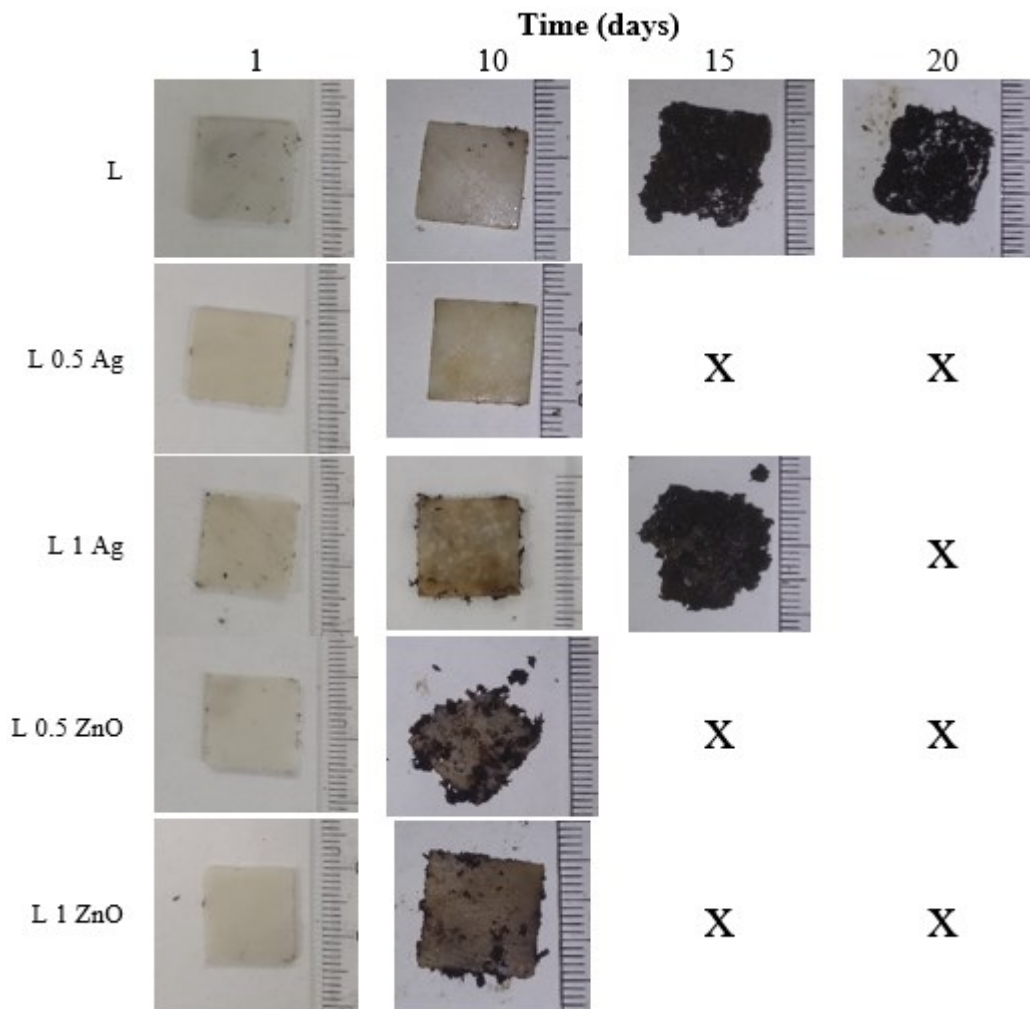 Time (days)
1 10 15 20
L
L 0.5 Ag X X
L 1 Ag X
L 0.5 ZnO X X
L 1 ZnO X X